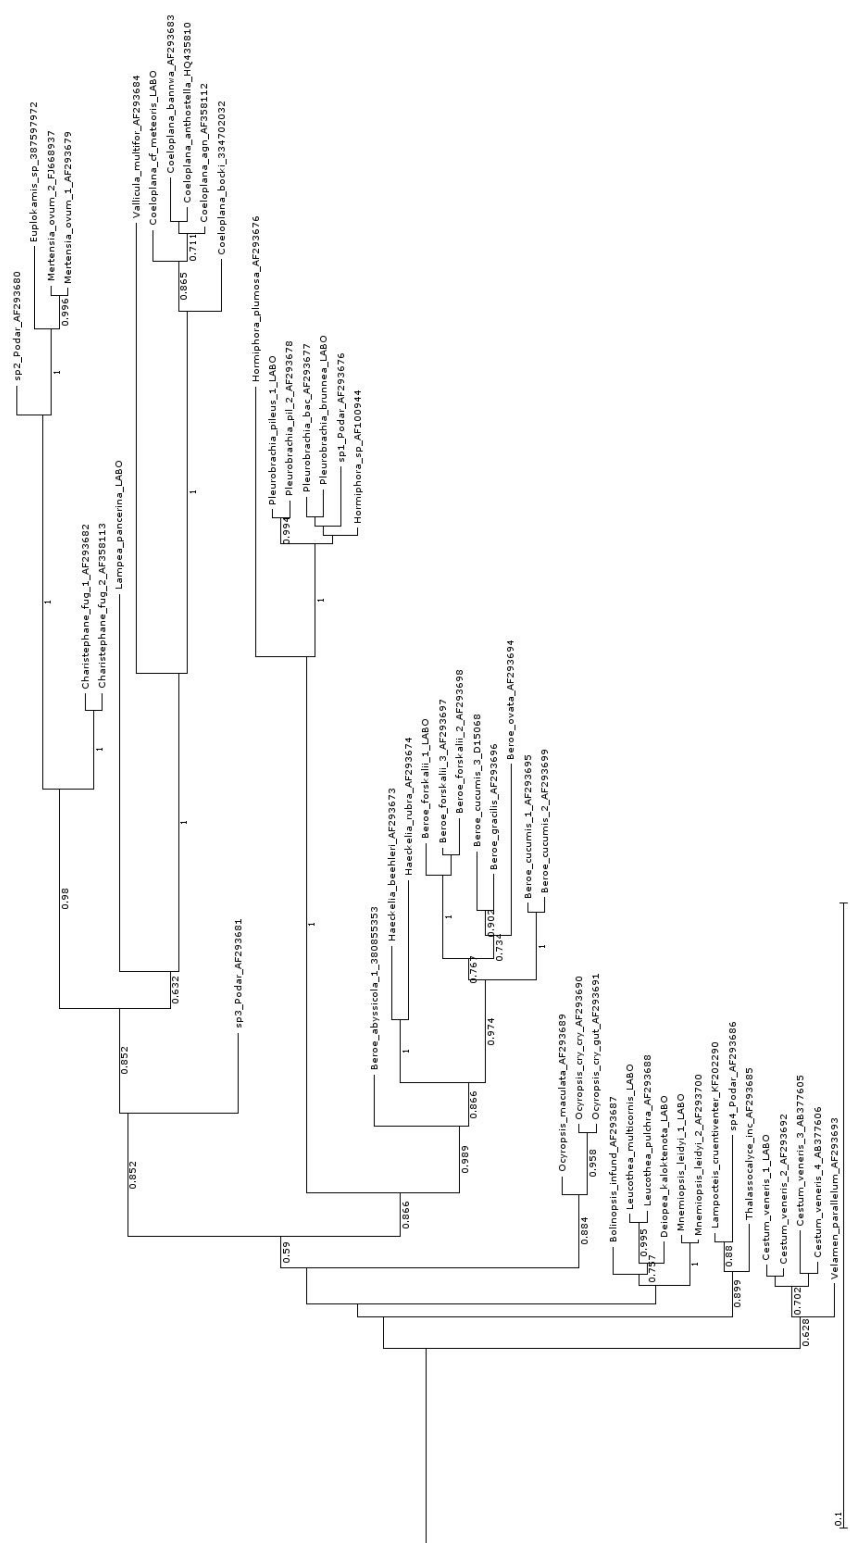 sp2_Podar_AF293680
Euplokamis_sp_387597972
Mertensia_ovum_2_FJ668937
Mertensia_ovum_1_AF293679
0.996
1
1
Charistephane_fug_1_AF293682
Charistephane_fug_2_AF358113
1
0.98
Lampea_pancerina_LABO
Vallicula_multifor_AF293684
Coeloplana_cf_meteoris_LABO
Coeloplana_bannwa_AF293683
Coeloplana_anthostella_HQ435810
Coeloplana_agn_AF358112
0.711
0.865
Coeloplana_bocki_334702032
1
1
0.632
0.852
sp3_Podar_AF293681
0.852
Hormiphora_plumosa_AF293676
Pleurobrachia_pileus_1_LABO
Pleurobrachia_pil_2_AF293678
0.994
Pleurobrachia_bac_AF293677
Pleurobrachia_brunnea_LABO
sp1_Podar_AF293676
Hormiphora_sp_AF100944
1
1
Beroe_abyssicola_1_380855353
Haeckelia_beehleri_AF293673
Haeckelia_rubra_AF293674
1
Beroe_forskalii_1_LABO
Beroe_forskalii_3_AF293697
Beroe_forskalii_2_AF293698
1
Beroe_cucumis_3_D15068
Beroe_gracilis_AF293696
0.902
Beroe_ovata_AF293694
0.734
0.767
Beroe_cucumis_1_AF293695
Beroe_cucumis_2_AF293699
1
0.974
0.866
0.989
0.866
0.59
Ocyropsis_maculata_AF293689
Ocyropsis_cry_cry_AF293690
Ocyropsis_cry_gut_AF293691
0.958
0.884
Bolinopsis_infund_AF293687
Leucothea_multicornis_LABO
Leucothea_pulchra_AF293688
0.995
Deiopea_kaloktenota_LABO
0.757
Mnemiopsis_leidyi_1_LABO
Mnemiopsis_leidyi_2_AF293700
1
Lampocteis_cruentiventer_KF202290
sp4_Podar_AF293686
0.88
Thalassocalyce_inc_AF293685
0.899
Cestum_veneris_1_LABO
Cestum_veneris_2_AF293692
Cestum_veneris_3_AB377605
Cestum_veneris_4_AB377606
0.702
Velamen_parallelum_AF293693
0.628
0.1